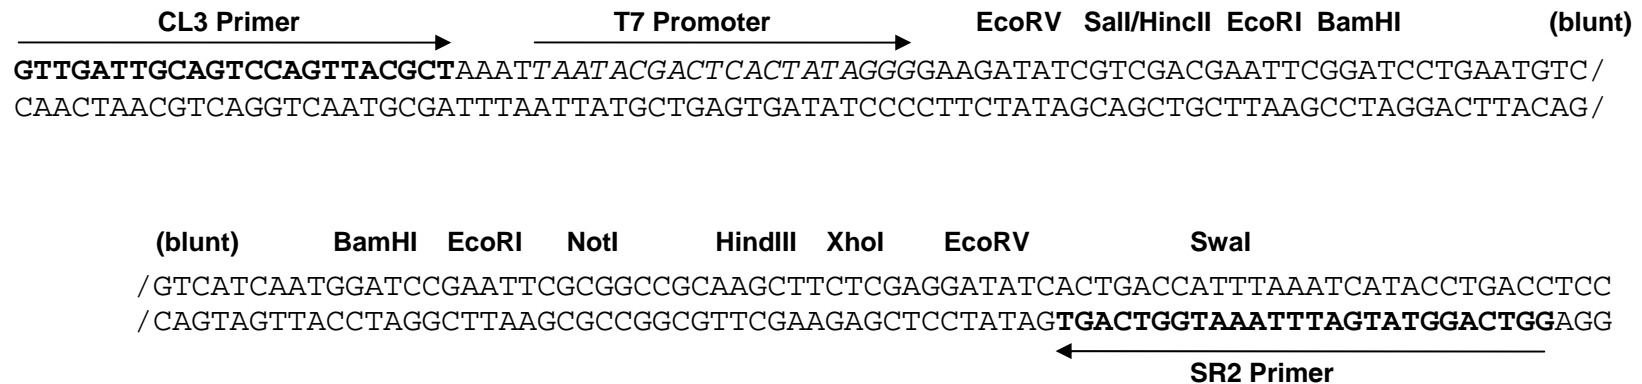 CL3 Primer T7 Promoter EcoRV SalI/HincII EcoRI BamHI (blunt)
GTTGATTGCAGTCCAGTTACGCTAAATTAATACGACTCACTATAGGGGAAGATATCGTCGACGAATTCGGATCCTGAATGTC/
CAACTAACGTCAGGTCAATGCGATTTAATTATGCTGAGTGATATCCCCTTCTATAGCAGCTGCTTAAGCCTAGGACTTACAG/
(blunt) BamHI EcoRI NotI HindIII XhoI EcoRV SwaI
/GTCATCAATGGATCCGAATTCGCGGCCGCAAGCTTCTCGAGGATATCACTGACCATTTAAATCATACCTGACCTCC
/CAGTAGTTACCTAGGCTTAAGCGCCGGCGTTCGAAGAGCTCCTATAGTGACTGGTAAATTTAGTATGGACTGGAGG
SR2 Primer